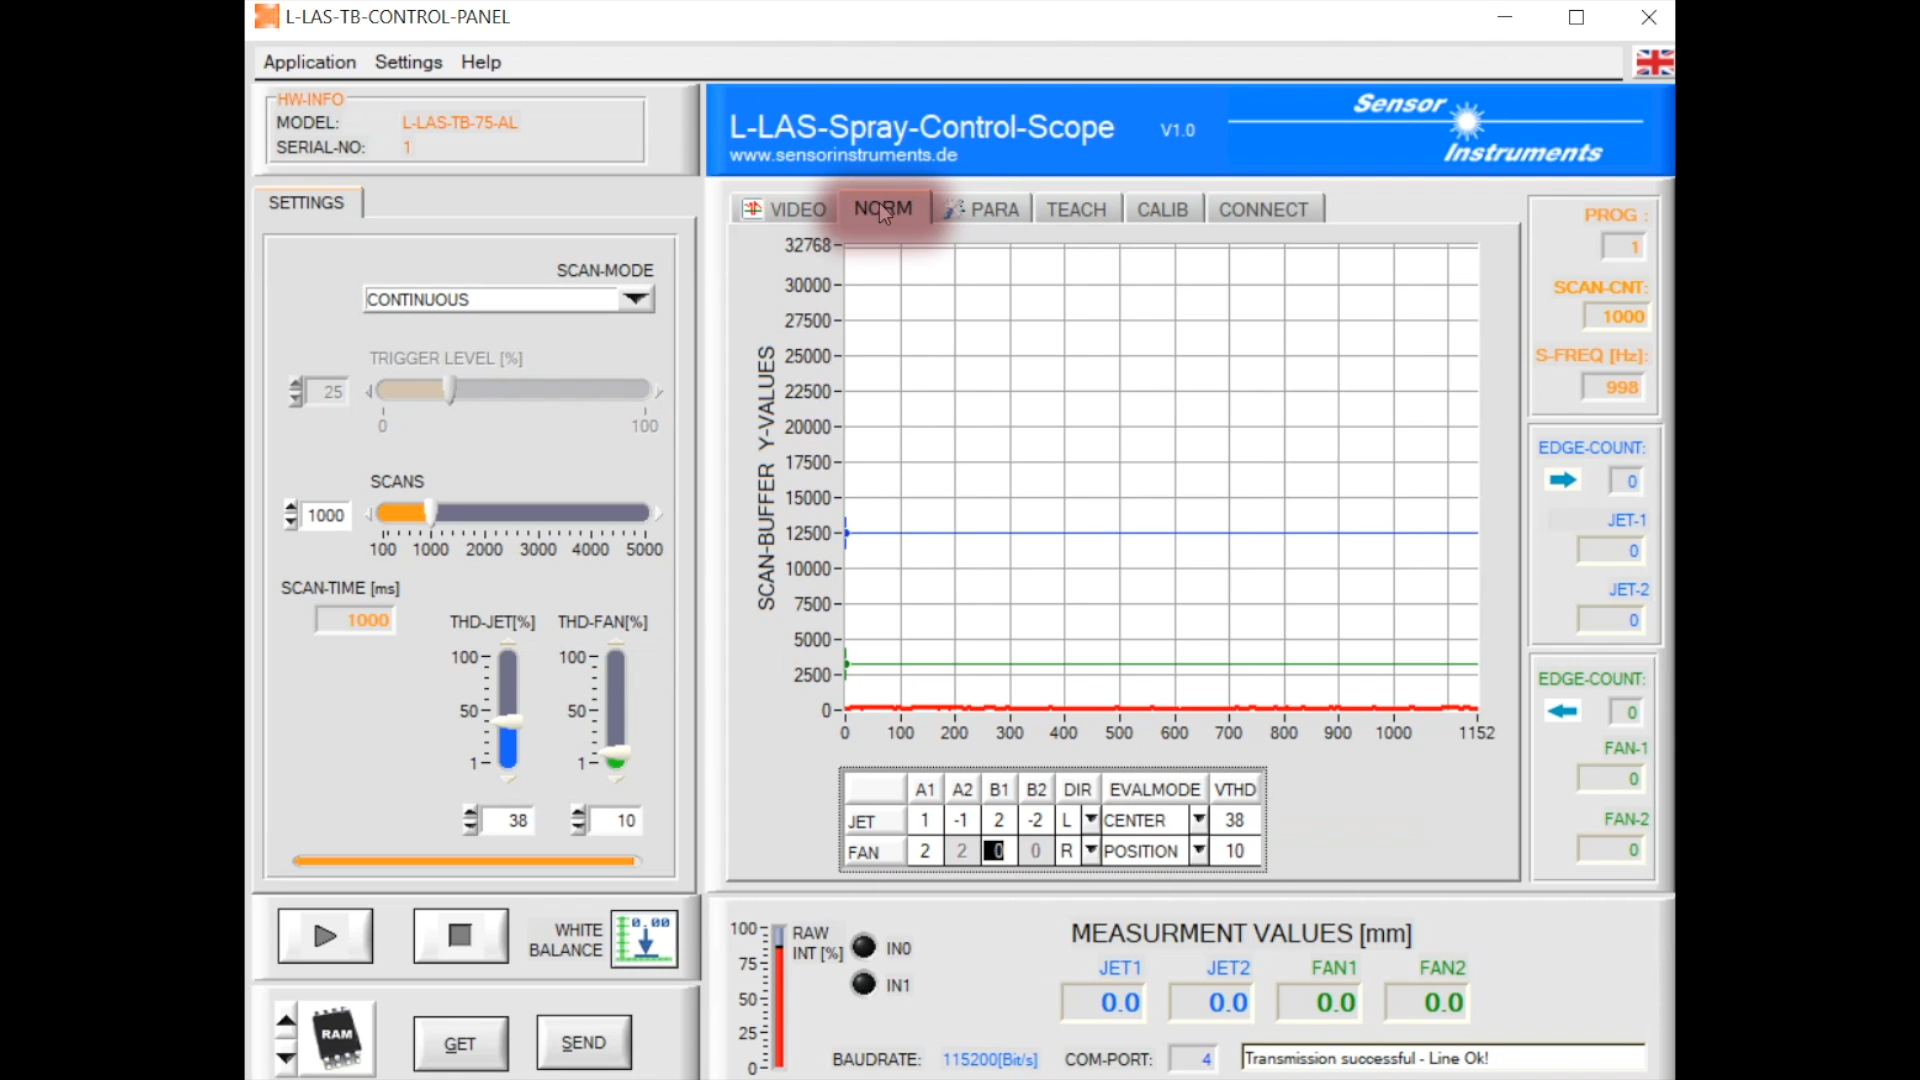 L-LAS-TB-CONTROL-PANEL
Application Settings Help
HW-INFO
MODEL: L-LAS-TB-75-AL
SERIAL-NO: 1
L-LAS-Spray-Control-Scope V1.0
www.sensorinstruments.de
Sensor
Instruments
SETTINGS
SCAN-MODE
CONTINUOUS
TRIGGER LEVEL [%]
25
0 100
SCANS
1000
100 1000 2000 3000 4000 5000
SCAN-TIME [ms]
1000
THD-JET[%] THD-FAN[%]
100 100
50 50
1 1
38 10
VIDEO NORM PARA TEACH CALIB CONNECT
SCAN-BUFFER Y-VALUES
32768
30000
27500
25000
22500
20000
17500
15000
12500
10000
7500
5000
2500
0
0 100 200 300 400 500 600 700 800 900 1000 1152
A1 A2 B1 B2 DIR EVALMODE VTHD
JET 1 -1 2 -2 L CENTER 38
FAN 2 2 0 0 R POSITION 10
PROG :
1
SCAN-CNT:
1000
S-FREQ [Hz]:
998
EDGE-COUNT:
0
JET-1
0
JET-2
0
EDGE-COUNT:
0
FAN-1
0
FAN-2
0
WHITE
BALANCE
0.00
RAM
GET SEND
100
75
50
25
0
RAW
INT [%]
IN0
IN1
MEASURMENT VALUES [mm]
JET1 JET2 FAN1 FAN2
0.0 0.0 0.0 0.0
BAUDRATE: 115200[Bit/s] COM-PORT: 4 Transmission successful - Line Ok!